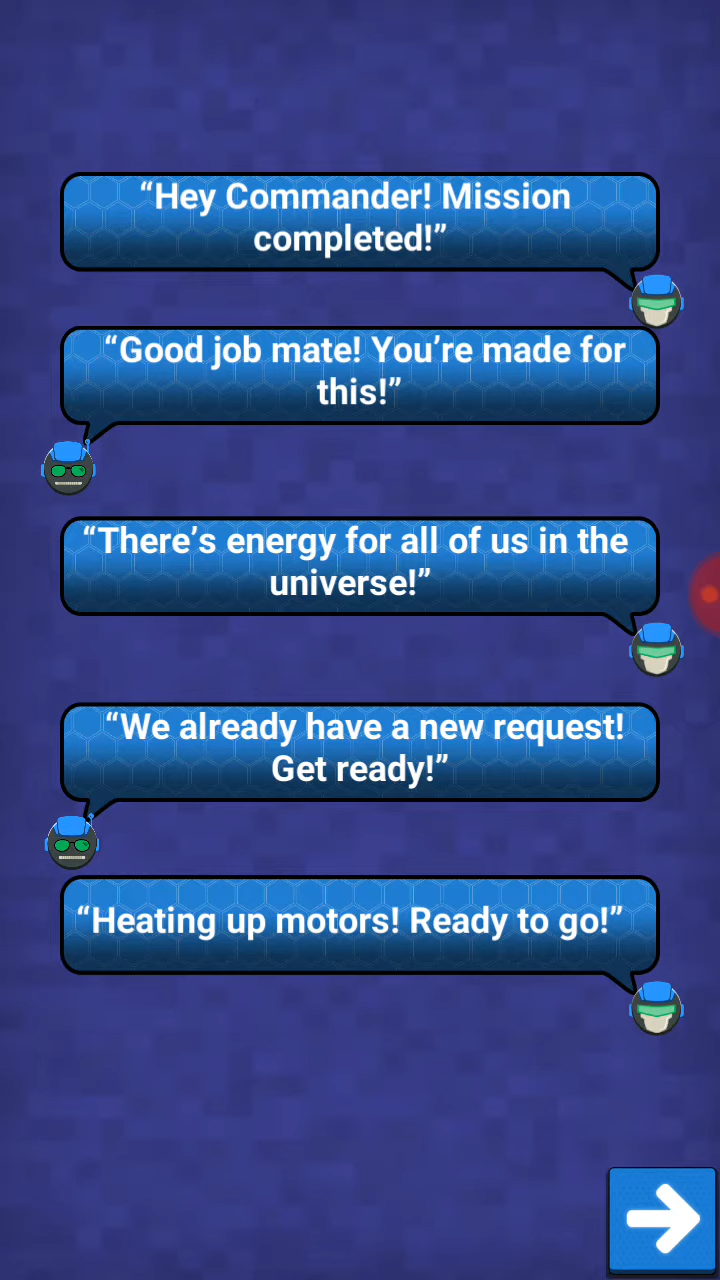 “Hey Commander! Mission
completed!”
“Good job mate! You’re made for
this!”
“There’s energy for all of us in the
universe!”
“We already have a new request!
Get ready!”
“Heating up motors! Ready to go!”